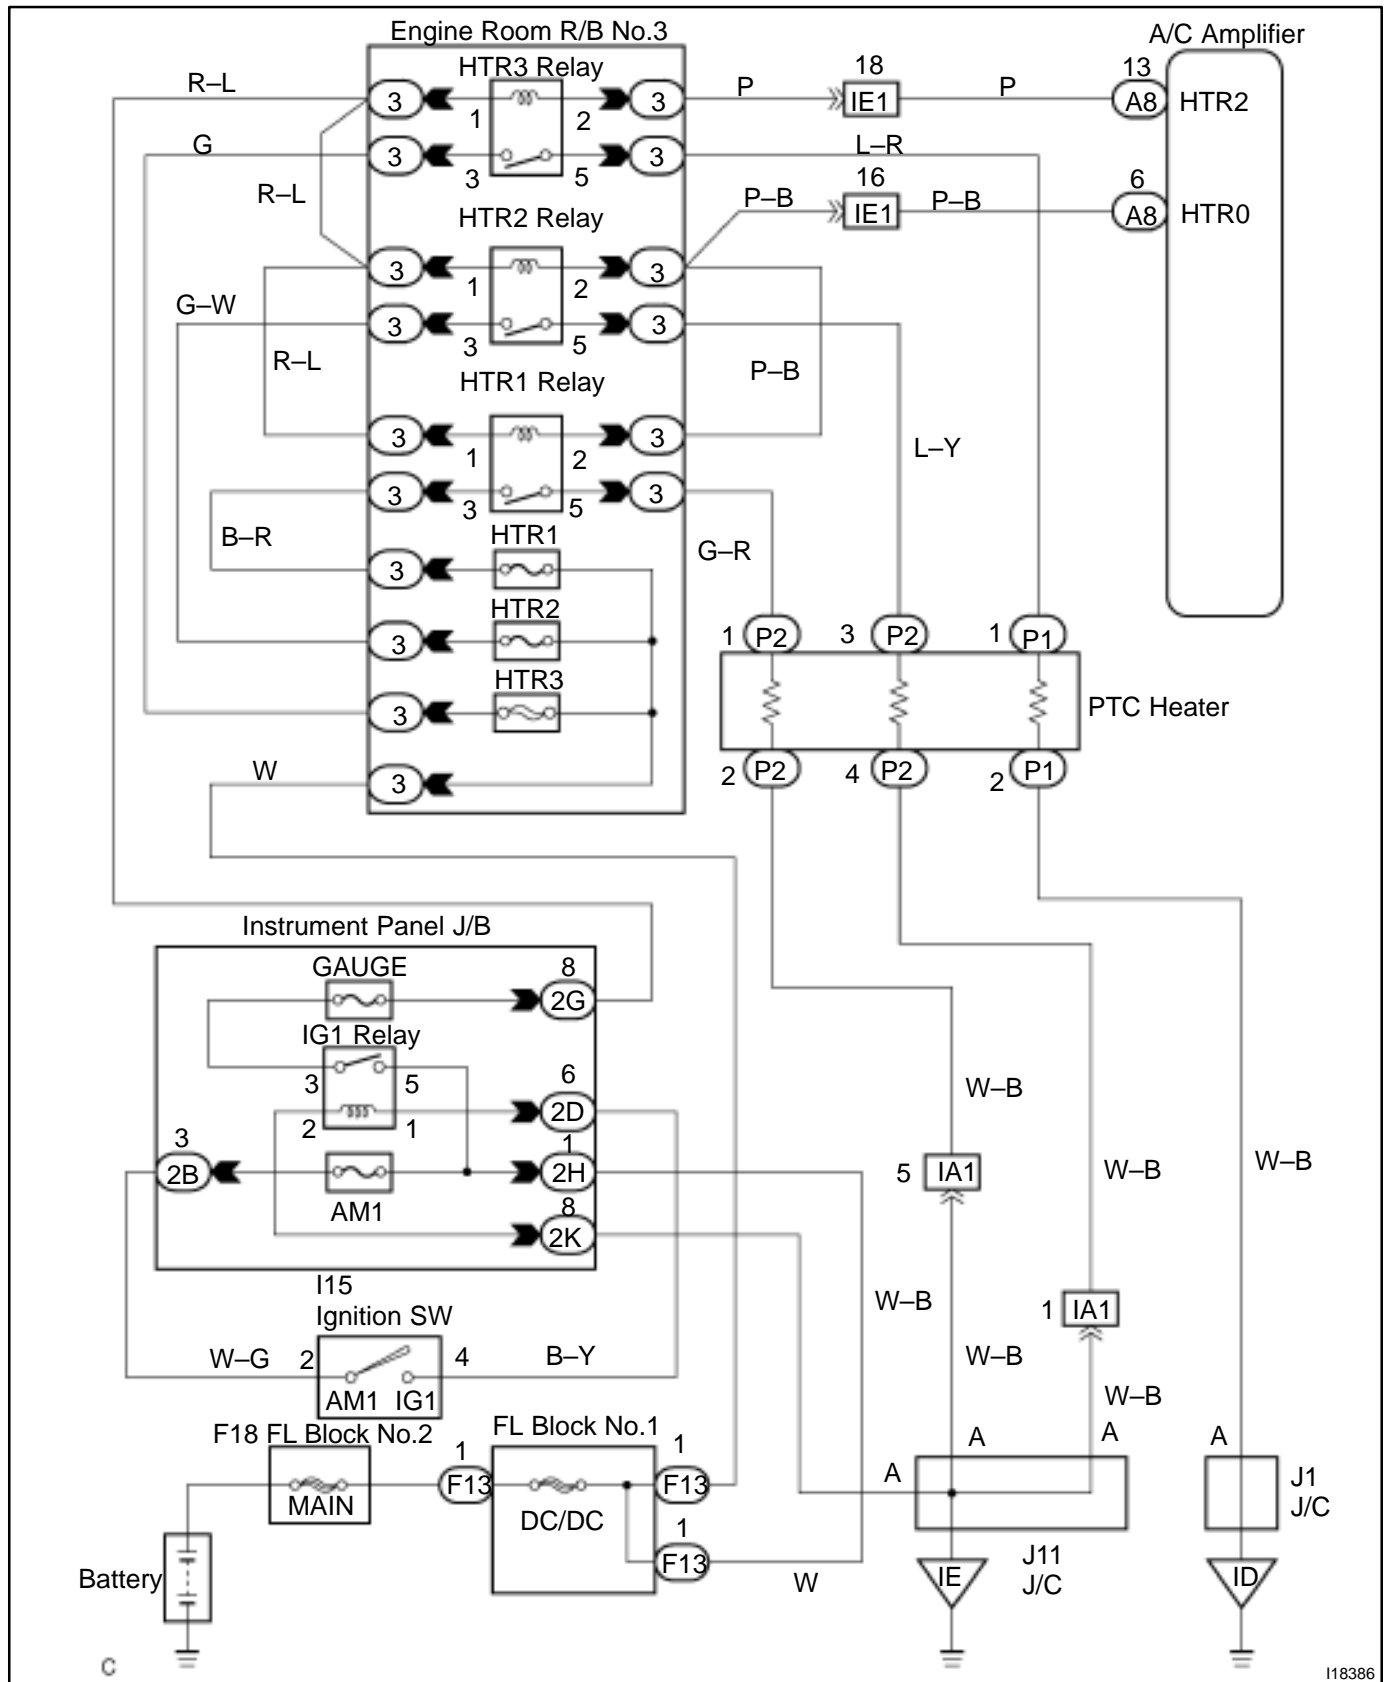 Engine Room R/B No.3
A/C Amplifier
HTR3 Relay
18
13
R–L
3
3
P
IE1
P
A8
HTR2
1
2
G
3
3
L–R
3
5
16
6
R–L
P–B
IE1
P–B
A8
HTR0
HTR2 Relay
3
3
1
2
G–W
3
3
3
5
R–L
P–B
HTR1 Relay
3
3
1
2
L–Y
3
3
3
5
B–R
HTR1
G–R
3
HTR2
1
P2
3
P2
1
P1
3
HTR3
PTC Heater
3
W
3
2
P2
4
P2
2
P1
Instrument Panel J/B
GAUGE
8
2G
IG1 Relay
3
5
6
W–B
2D
2
1
3
1
2B
2H
5
IA1
W–B
W–B
AM1
8
2K
I15
W–B
1
IA1
Ignition SW
W–G
2
4
B–Y
W–B
AM1
IG1
W–B
F18 FL Block No.2
FL Block No.1
A
A
A
1
1
A
F13
F13
J1
MAIN
DC/DC
J/C
1
F13
J11
Battery
W
IE
J/C
ID
C
I18386